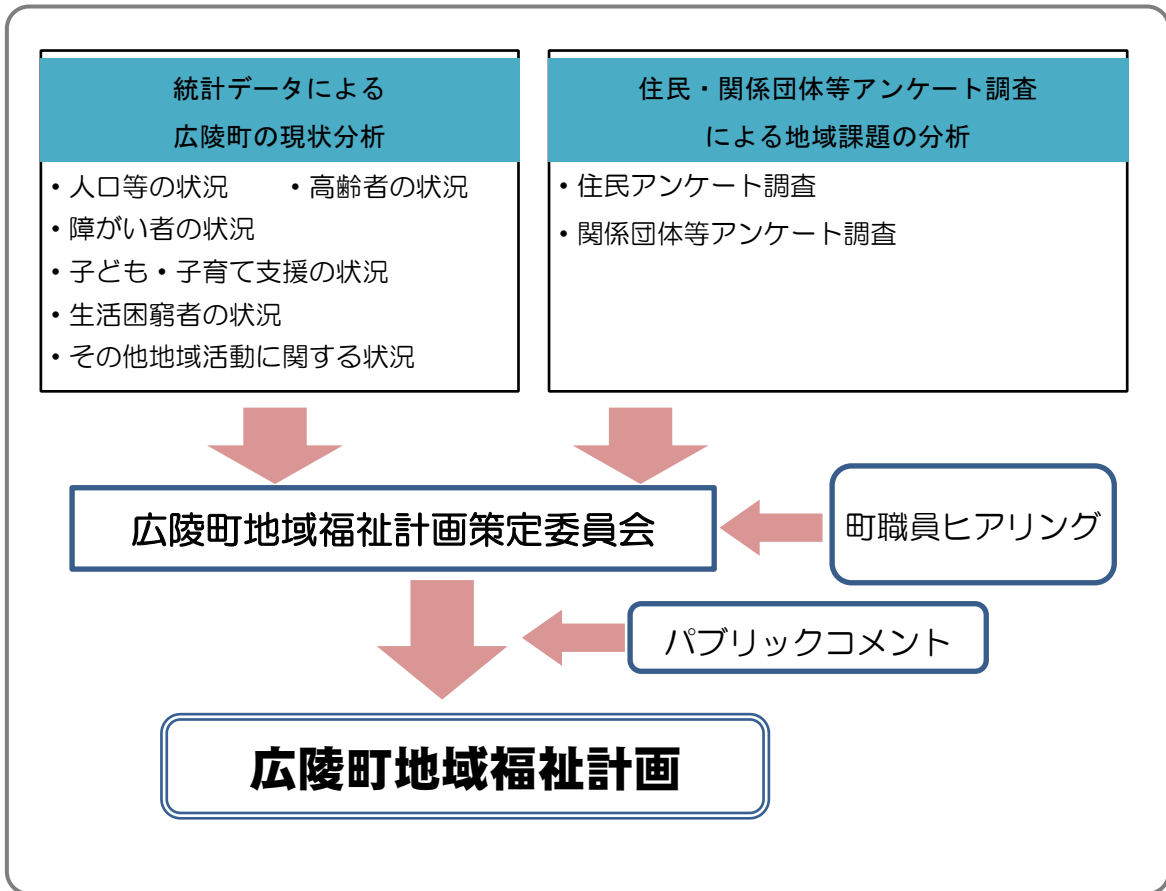 統計データによる
広陵町の現状分析
・人口等の状況　　・高齢者の状況
・障がい者の状況
・子ども・子育て支援の状況
・生活困窮者の状況
・その他地域活動に関する状況
住民・関係団体等アンケート調査
による地域課題の分析
・住民アンケート調査
・関係団体等アンケート調査
広陵町地域福祉計画策定委員会
町職員ヒアリング
パブリックコメント
広陵町地域福祉計画